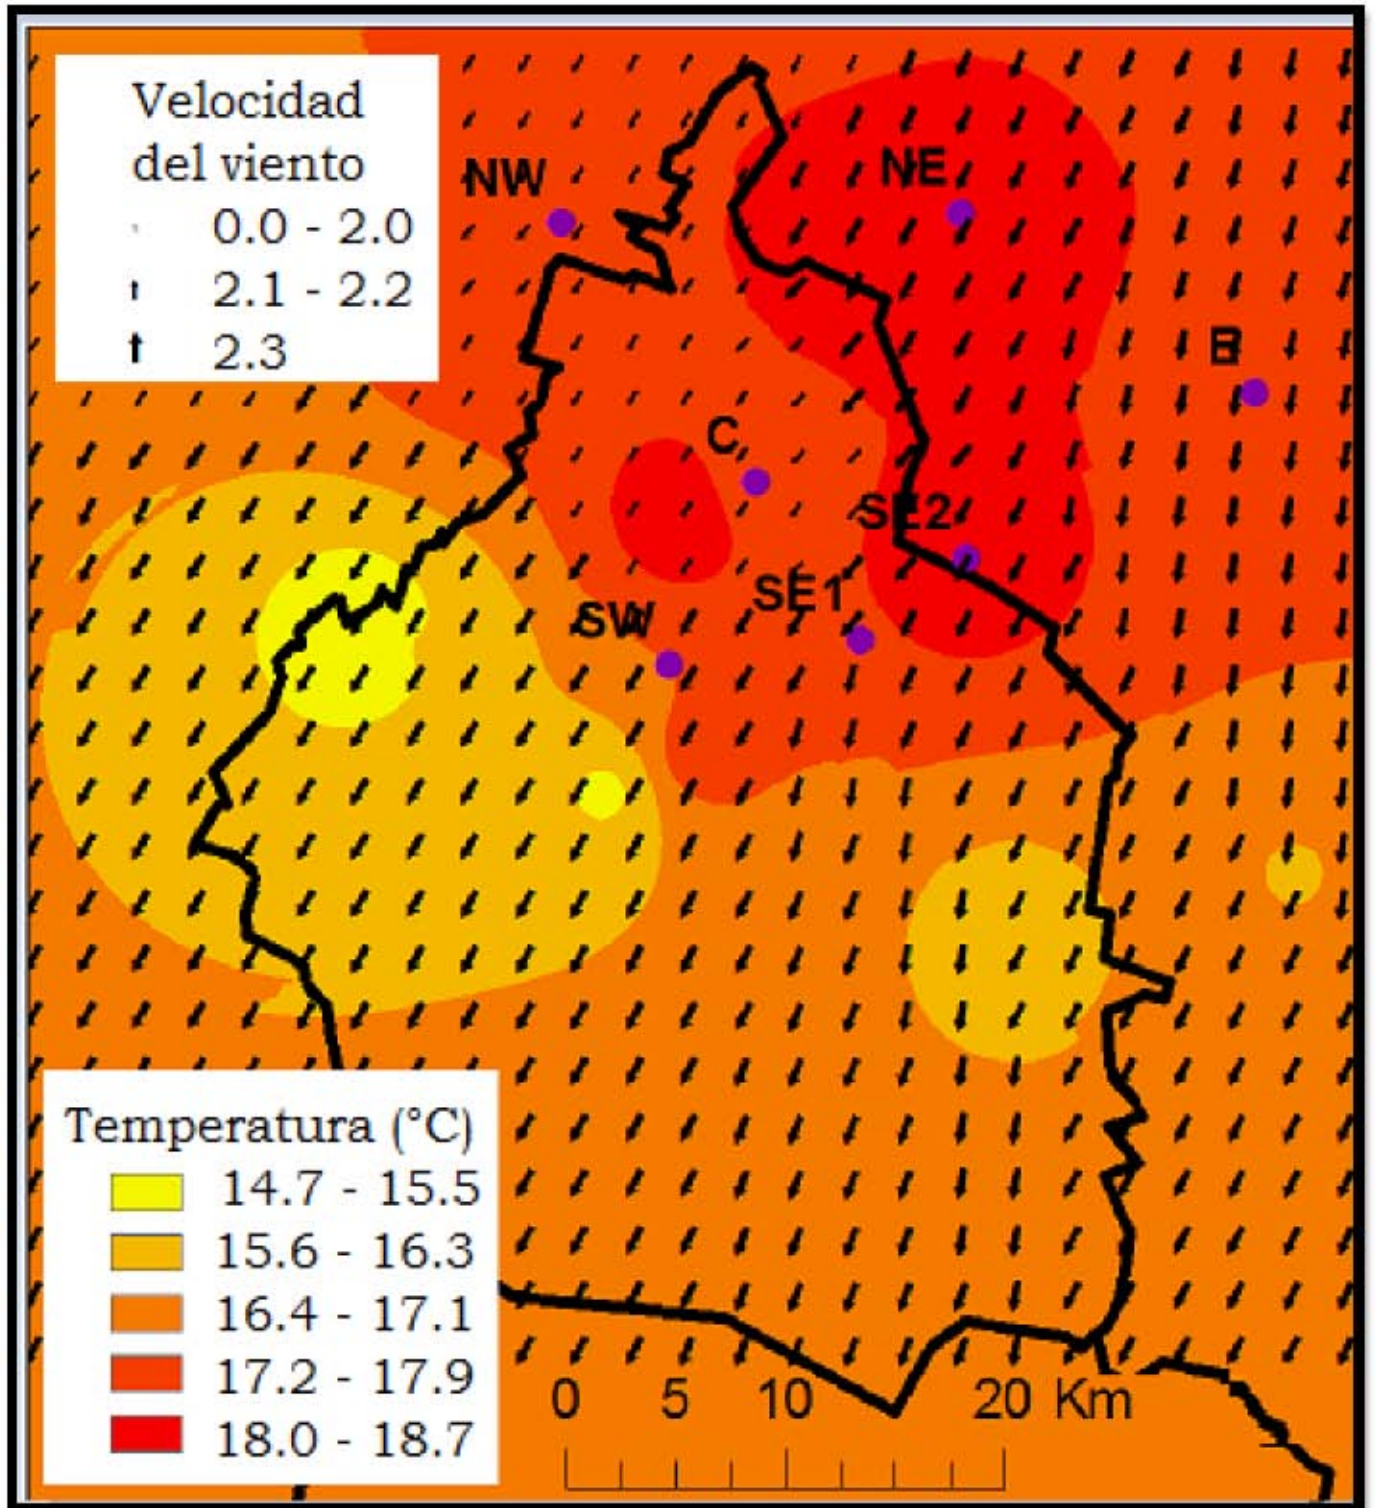 Velocidad
del viento
0.0 - 2.0
2.1 - 2.2
2.3
NW
NE
B
C
SE2
SE1
SW
Temperatura (°C)
14.7 - 15.5
15.6 - 16.3
16.4 - 17.1
17.2 - 17.9
18.0 - 18.7
0 5 10 20 Km